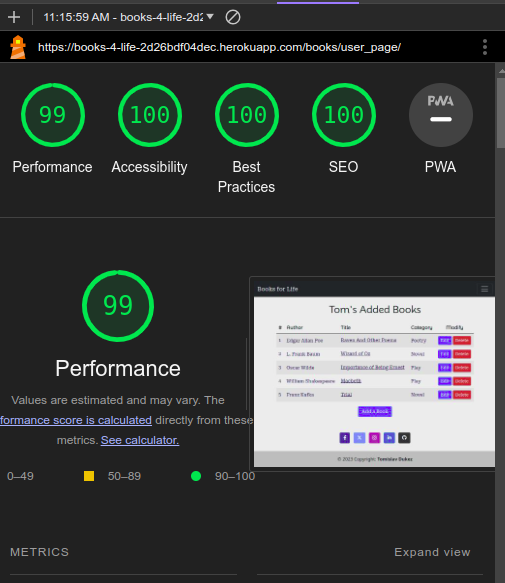 11:15:59 AM - books-4-life-2d2
https://books-4-life-2d26bdf04dec.herokuapp.com/books/user_page/
99
100
100
100
PWA
Performance
Accessibility
Best
Practices
SEO
PWA
99
Performance
Values are estimated and may vary. The
formance score is calculated directly from these
metrics. See calculator.
0–49
50–89
90–100
Books for Life
Tom's Added Books
# Author Title Category Modify
1 Edgar Allan Poe Raven And Other Poems Poetry Edit Delete
2 L. Frank Baum Wizard of Oz Novel Edit Delete
3 Oscar Wilde Importance of Being Ernest Play Edit Delete
4 William Shakespeare Macbeth Play Edit Delete
5 Franz Kafka Trial Novel Edit Delete
Add a Book
© 2023 Copyright: Tomislav Dukez
METRICS
Expand view